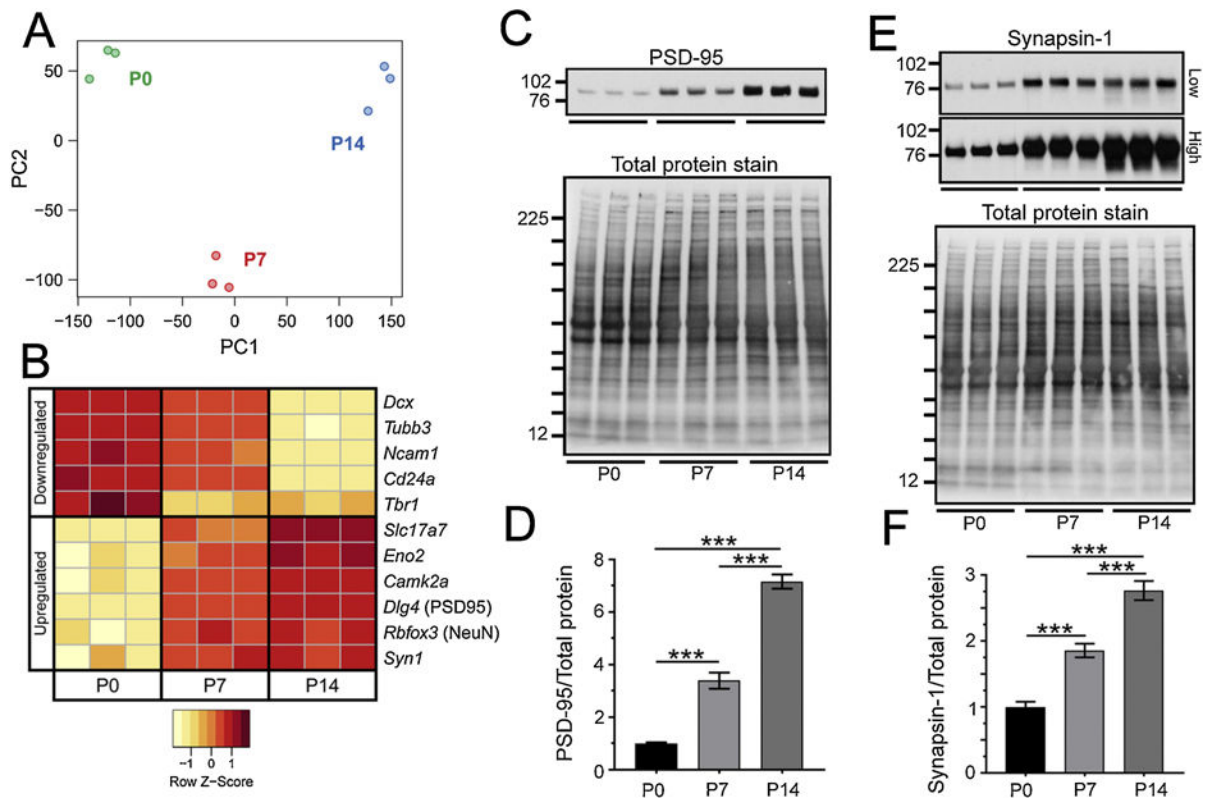 A
PC2
50
0
−50
−100
P0
P14
P7
−150
−100
−50
0
50
100
150
PC1
B
Downregulated
Dcx
Tubb3
Ncam1
Cd24a
Tbr1
Upregulated
Slc17a7
Eno2
Camk2a
Dlg4 (PSD95)
Rbfox3 (NeuN)
Syn1
P0 P7 P14
−1 0 1
Row Z−Score
C
PSD-95
102
76
Total protein stain
225
12
P0 P7 P14
D
PSD-95/Total protein
8
6
4
2
0
***
***
***
P0 P7 P14
E
Synapsin-1
102
76
Low
102
76
High
Total protein stain
225
12
P0 P7 P14
F
Synapsin-1/Total protein
3
2
1
0
***
***
***
P0 P7 P14